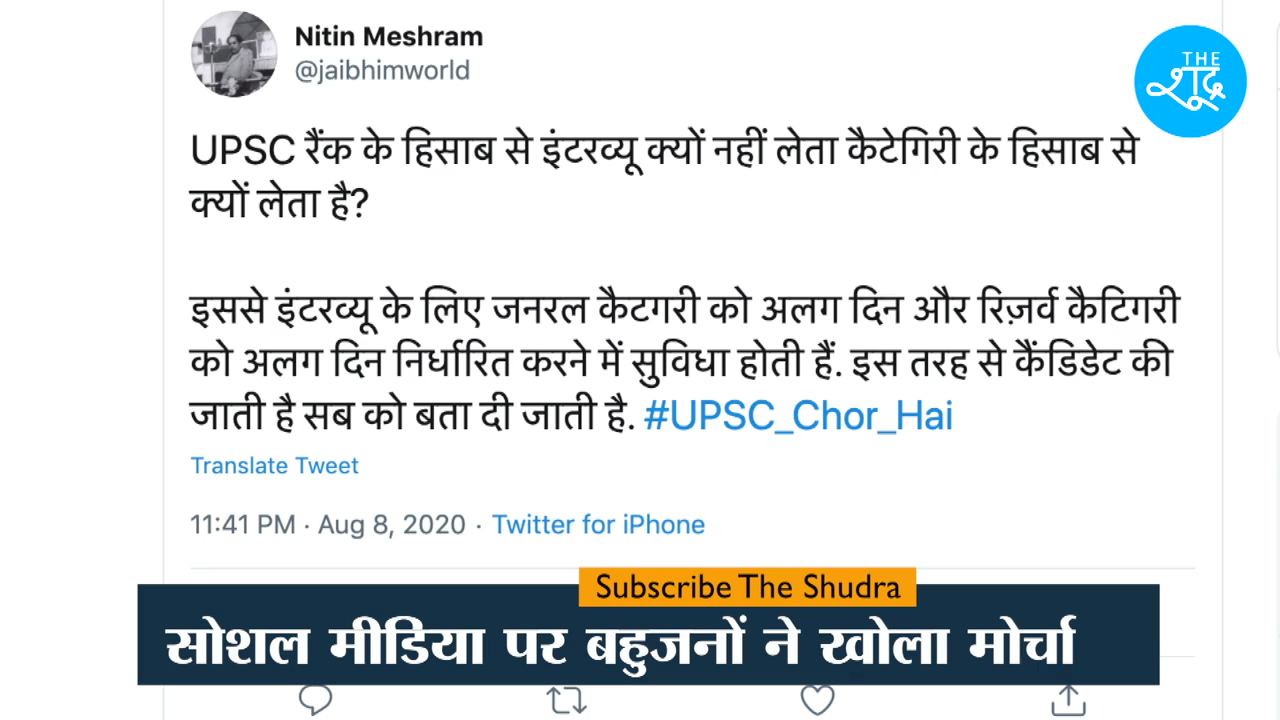 Nitin Meshram
@jaibhimworld
THE
शूद्र
UPSC रैंक के हिसाब से इंटरव्यू क्यों नहीं लेता कैटेगिरी के हिसाब से
क्यों लेता है?
इससे इंटरव्यू के लिए जनरल कैटगरी को अलग दिन और रिज़र्व कैटिगरी
को अलग दिन निर्धारित करने में सुविधा होती हैं. इस तरह से कैंडिडेट की
जाती है सब को बता दी जाती है. #UPSC_Chor_Hai
Translate Tweet
11:41 PM · Aug 8, 2020 · Twitter for iPhone
Subscribe The Shudra
सोशल मीडिया पर बहुजनों ने खोला मोर्चा